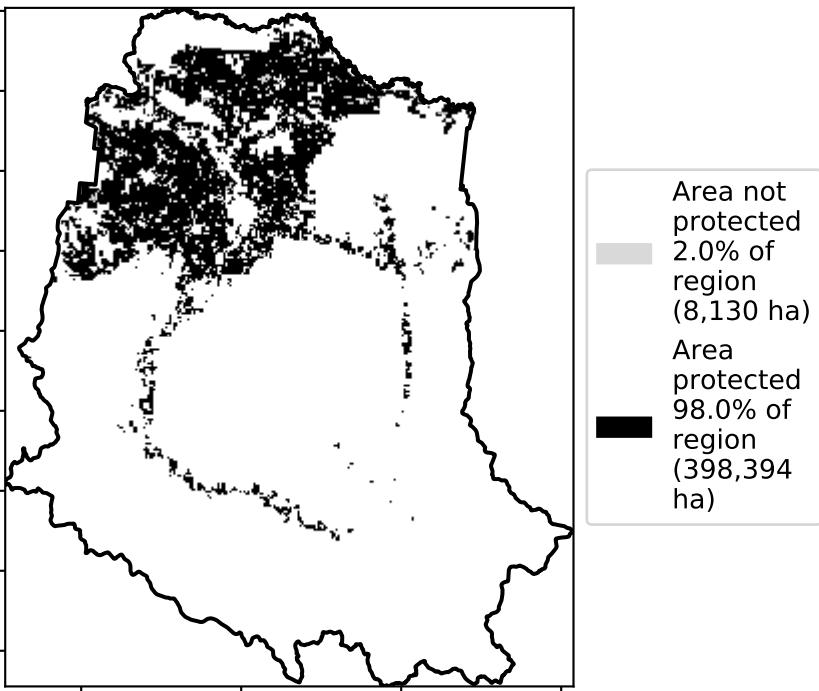 Area not
protected
2.0% of
region
(8,130 ha)
Area
protected
98.0% of
region
(398,394
ha)